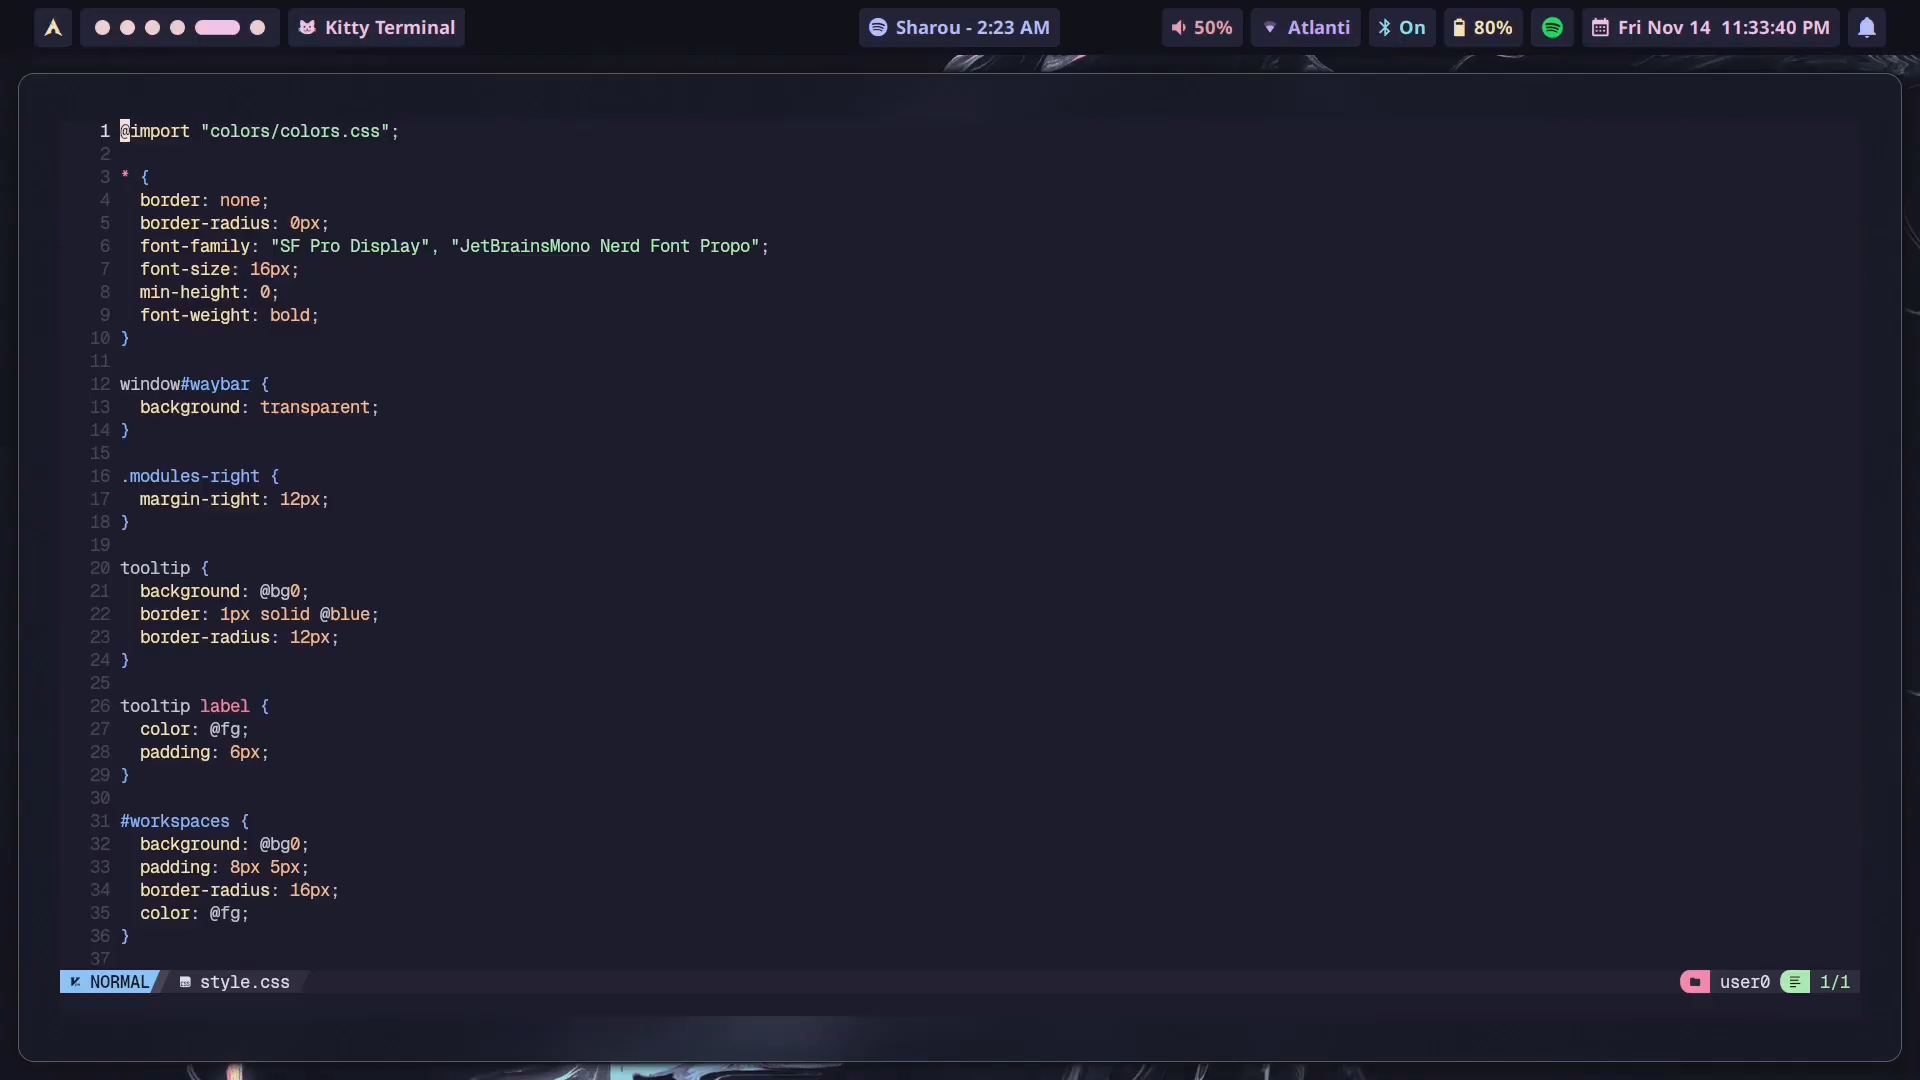 Kitty Terminal
Sharou - 2:23 AM
50%
Atlanti
On
80%
Fri Nov 14 11:33:40 PM
1 @import "colors/colors.css";
2
3 * {
4 border: none;
5 border-radius: 0px;
6 font-family: "SF Pro Display", "JetBrainsMono Nerd Font Propo";
7 font-size: 16px;
8 min-height: 0;
9 font-weight: bold;
10 }
11
12 window#waybar {
13 background: transparent;
14 }
15
16 .modules-right {
17 margin-right: 12px;
18 }
19
20 tooltip {
21 background: @bg0;
22 border: 1px solid @blue;
23 border-radius: 12px;
24 }
25
26 tooltip label {
27 color: @fg;
28 padding: 6px;
29 }
30
31 #workspaces {
32 background: @bg0;
33 padding: 8px 5px;
34 border-radius: 16px;
35 color: @fg;
36 }
37
NORMAL style.css user0 1/1